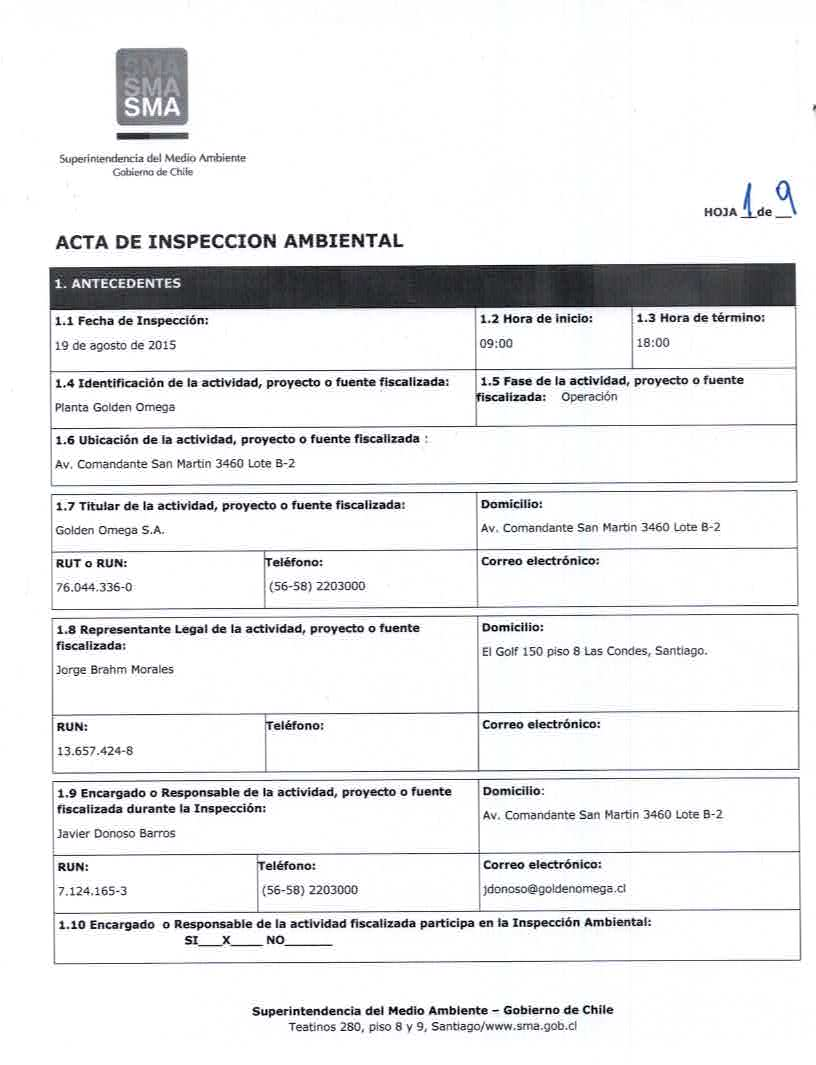 SMA
SMA
SMA
Superintendencia del Medio Ambiente
Gobierno de Chile
HOJA 1 de 9
ACTA DE INSPECCION AMBIENTAL
1. ANTECEDENTES
1.1 Fecha de Inspección:
19 de agosto de 2015
1.2 Hora de inicio:
09:00
1.3 Hora de término:
18:00
1.4 Identificación de la actividad, proyecto o fuente fiscalizada:
Planta Golden Omega
1.5 Fase de la actividad, proyecto o fuente
fiscalizada: Operación
1.6 Ubicación de la actividad, proyecto o fuente fiscalizada :
Av. Comandante San Martin 3460 Lote B-2
1.7 Titular de la actividad, proyecto o fuente fiscalizada:
Golden Omega S.A.
Domicilio:
Av. Comandante San Martin 3460 Lote B-2
RUT o RUN:
76.044.336-0
Teléfono:
(56-58) 2203000
Correo electrónico:
1.8 Representante Legal de la actividad, proyecto o fuente
fiscalizada:
Jorge Brahm Morales
Domicilio:
El Golf 150 piso 8 Las Condes, Santiago.
RUN:
13.657.424-8
Teléfono:
Correo electrónico:
1.9 Encargado o Responsable de la actividad, proyecto o fuente
fiscalizada durante la Inspección:
Javier Donoso Barros
Domicilio:
Av. Comandante San Martin 3460 Lote B-2
RUN:
7.124.165-3
Teléfono:
(56-58) 2203000
Correo electrónico:
jdonoso@goldenomega.cl
1.10 Encargado o Responsable de la actividad fiscalizada participa en la Inspección Ambiental:
SI___X____ NO______
Superintendencia del Medio Ambiente – Gobierno de Chile
Teatinos 280, piso 8 y 9, Santiago/www.sma.gob.cl